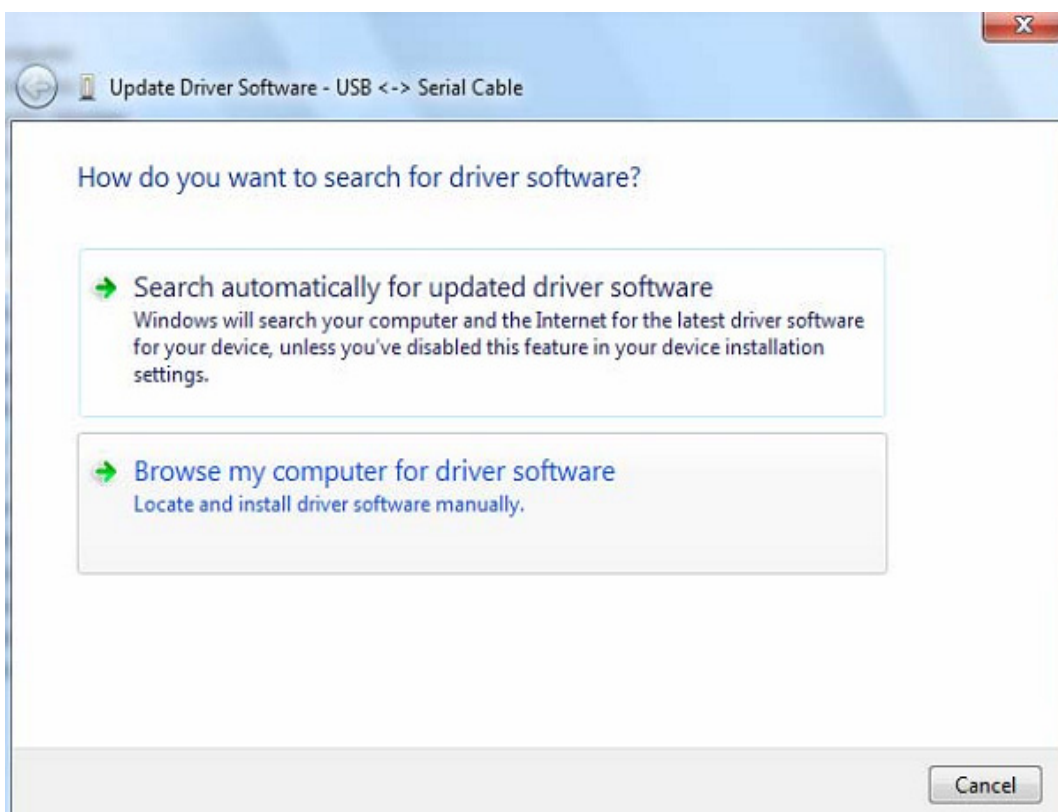 Update Driver Software - USB <-> Serial Cable
How do you want to search for driver software?
Search automatically for updated driver software
Windows will search your computer and the Internet for the latest driver software
for your device, unless you've disabled this feature in your device installation
settings.
Browse my computer for driver software
Locate and install driver software manually.
Cancel